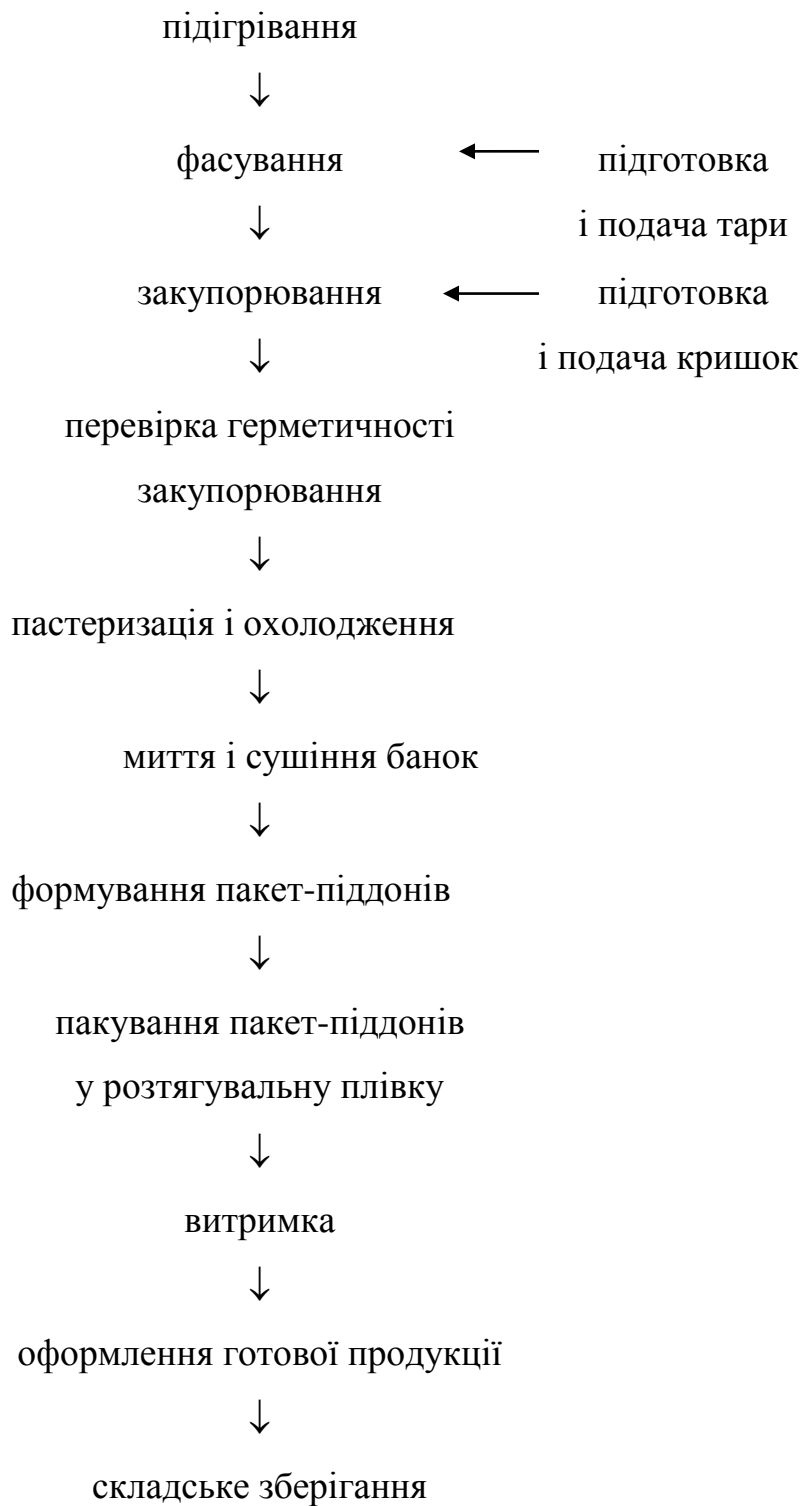 підігрівання
↓
фасування ← підготовка
↓ і подача тари
закупорювання ← підготовка
↓ і подача кришок
перевірка герметичності
закупорювання
↓
пастеризація і охолодження
↓
миття і сушіння банок
↓
формування пакет-піддонів
↓
пакування пакет-піддонів
у розтягувальну плівку
↓
витримка
↓
оформлення готової продукції
↓
складське зберігання